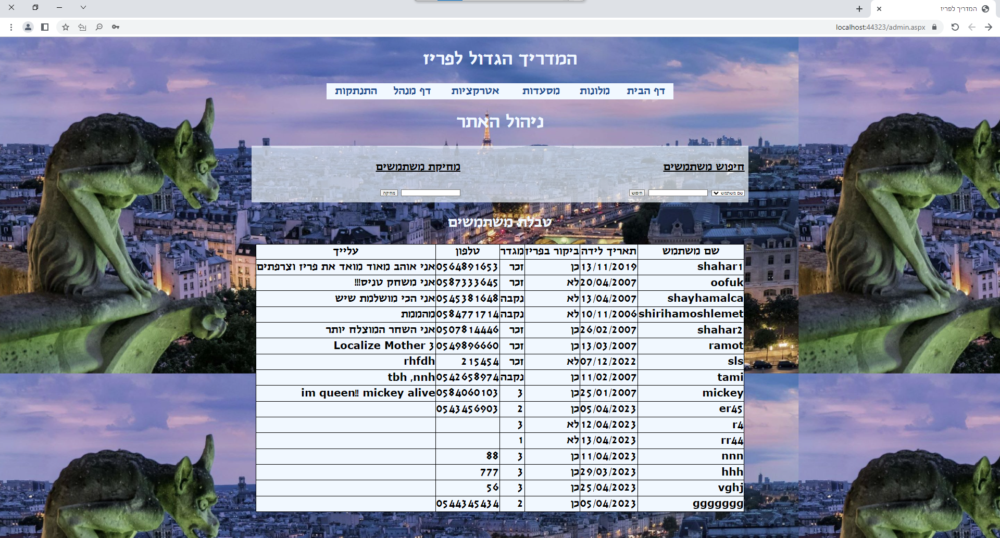 המדריך לפריז
localhost:44323/admin.aspx
המדריך הגדול לפריז
דף הבית מלונות מסעדות אטרקציות דף מנהל התנתקות
ניהול האתר
חיפוש משתמשים מחיקת משתמשים
שם משתמש חיפוש מחיקה
טבלת משתמשים
שם משתמש תאריך לידה ביקור בפריז מגדר טלפון עלייך
shahar1 13/11/2019 כן זכר 0564891653 אני אוהב מאוד מואד את פריז וצרפתים
oofuk 20/04/2007 לא זכר 0587333645 אני משחק טניס!!!
shayhamalca 13/04/2007 לא נקבה 0545381648 אני הכי מושלמת שיש
shirihamoshlemet 10/11/2006 לא נקבה 0584771714 מהממת
shahar2 26/02/2007 כן זכר 0507814446 אני השחר המוצלח יותר
ramot 13/03/2007 כן זכר 0549896660 Localize Mother 3
sls 07/12/2022 לא זכר 215454 rhfdh
tami 11/02/2007 כן נקבה 0542658974 tbh ,nnh
mickey 25/01/2007 כן 3 0584060103 im queen!! mickey alive
er45 05/04/2023 כן 2 0543456903
r4 12/04/2023 לא 3
rr44 13/04/2023 לא 1
nnn 11/04/2023 כן 3 88
hhh 29/03/2023 כן 3 777
vghj 25/04/2023 כן 3 56
ggggggg 05/04/2023 כן 2 0544345434